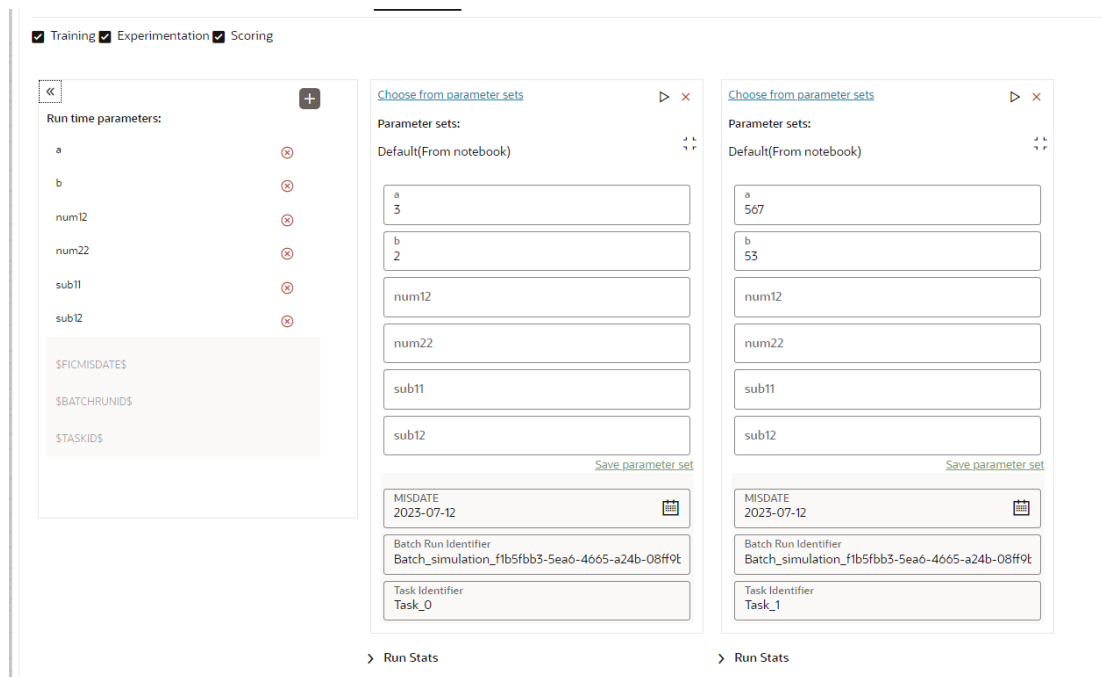 Training Experimentation Scoring
Run time parameters:
a
b
num12
num22
sub11
sub12
$FICMISDATE$
$BATCHRUNID$
$TASKID$
Choose from parameter sets
Parameter sets:
Default(From notebook)
a
3
b
2
num12
num22
sub11
sub12
Save parameter set
MISDATE
2023-07-12
Batch Run Identifier
Batch_simulation_f1b5fbb3-5ea6-4665-a24b-08ff9b
Task Identifier
Task_0
Run Stats
Choose from parameter sets
Parameter sets:
Default(From notebook)
a
567
b
53
num12
num22
sub11
sub12
Save parameter set
MISDATE
2023-07-12
Batch Run Identifier
Batch_simulation_f1b5fbb3-5ea6-4665-a24b-08ff9b
Task Identifier
Task_1
Run Stats